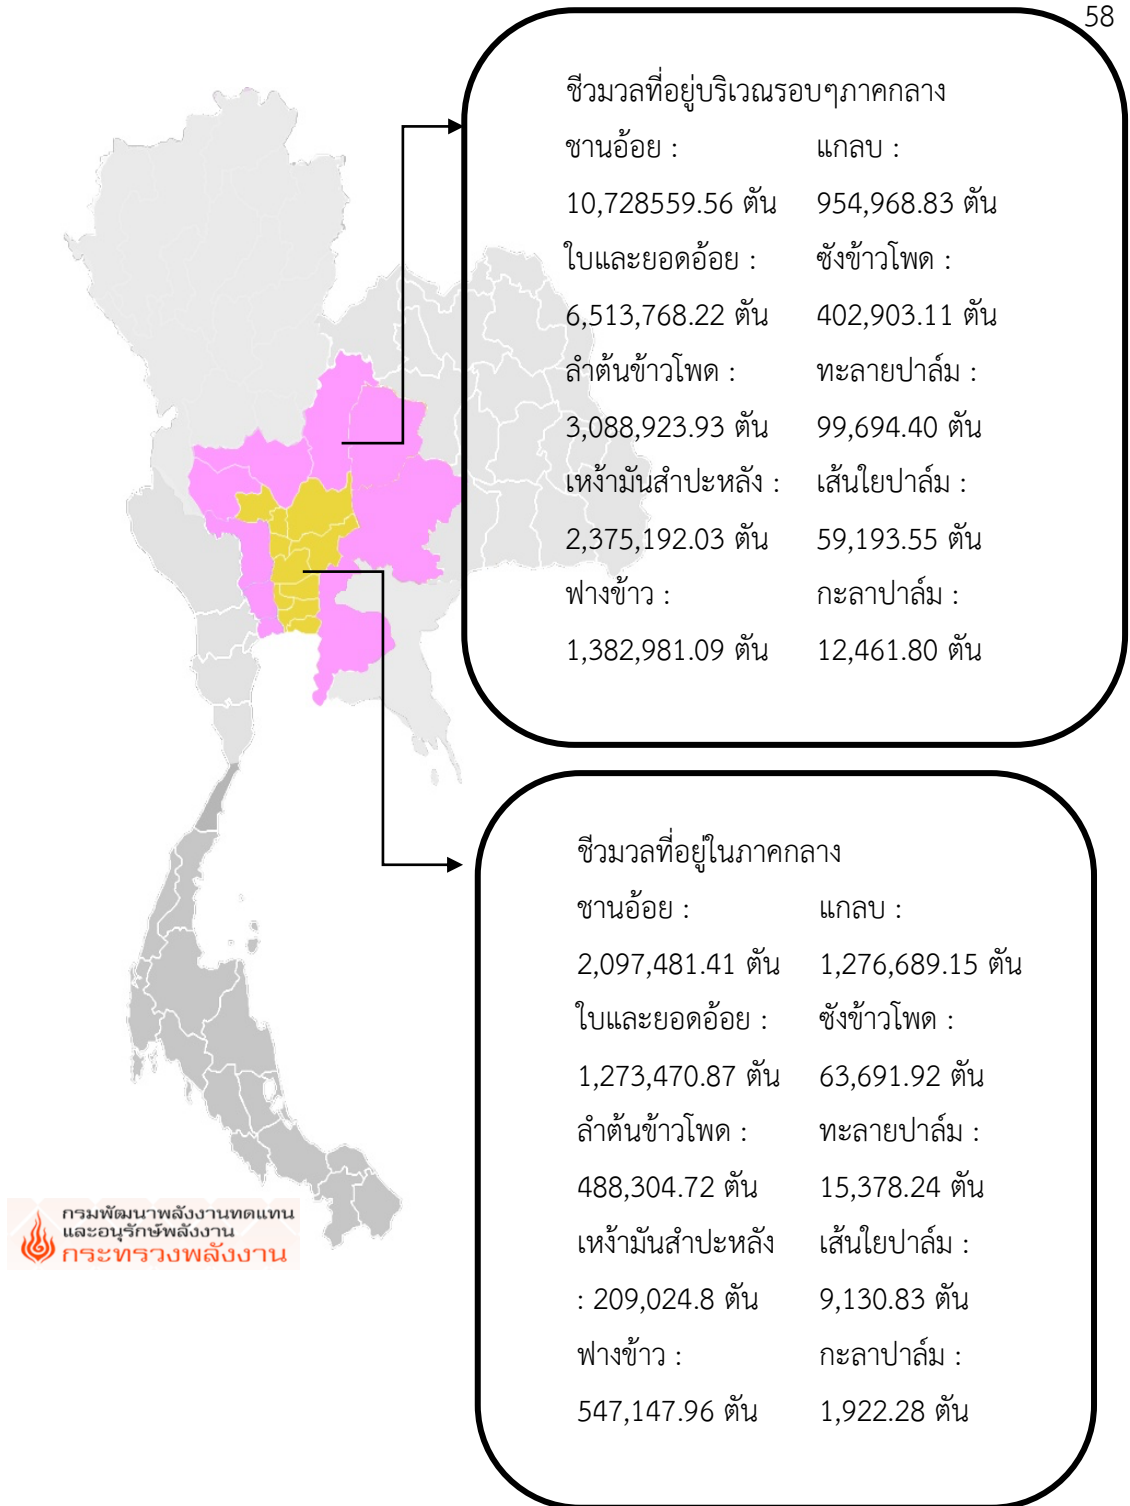 58
ชีวมวลที่อยู่บริเวณรอบๆภาคกลาง
ชานอ้อย : แกลบ :
10,728559.56 ตัน 954,968.83 ตัน
ใบและยอดอ้อย : ซังข้าวโพด :
6,513,768.22 ตัน 402,903.11 ตัน
ลำต้นข้าวโพด : ทะลายปาล์ม :
3,088,923.93 ตัน 99,694.40 ตัน
เหง้ามันสำปะหลัง : เส้นใยปาล์ม :
2,375,192.03 ตัน 59,193.55 ตัน
ฟางข้าว : กะลาปาล์ม :
1,382,981.09 ตัน 12,461.80 ตัน
ชีวมวลที่อยู่ในภาคกลาง
ชานอ้อย : แกลบ :
2,097,481.41 ตัน 1,276,689.15 ตัน
ใบและยอดอ้อย : ซังข้าวโพด :
1,273,470.87 ตัน 63,691.92 ตัน
ลำต้นข้าวโพด : ทะลายปาล์ม :
488,304.72 ตัน 15,378.24 ตัน
เหง้ามันสำปะหลัง เส้นใยปาล์ม :
: 209,024.8 ตัน 9,130.83 ตัน
ฟางข้าว : กะลาปาล์ม :
547,147.96 ตัน 1,922.28 ตัน
กรมพัฒนาพลังงานทดแทน
และอนุรักษ์พลังงาน
กระทรวงพลังงาน